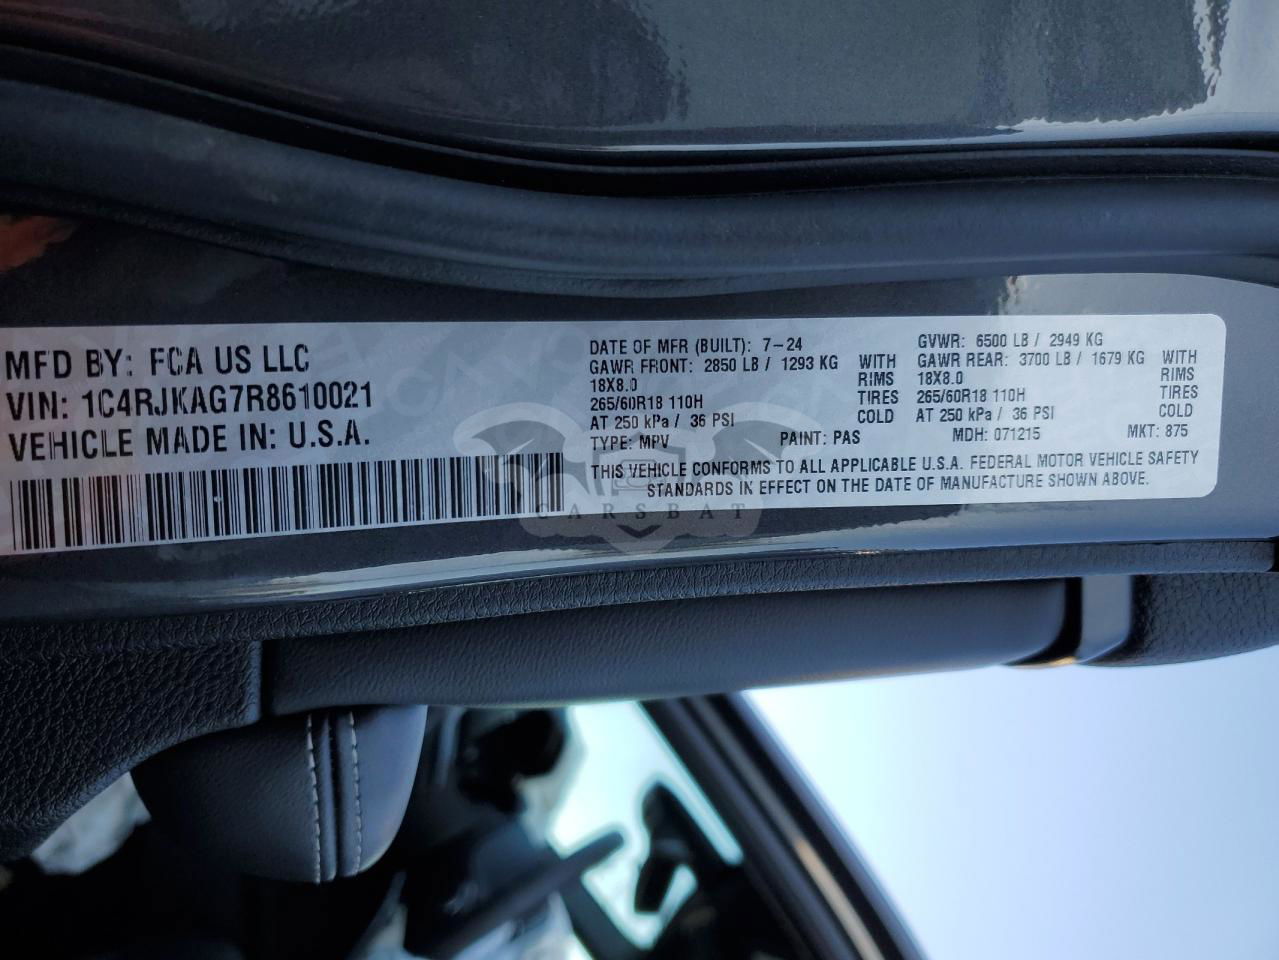 MFD BY: FCA US LLC
VIN: 1C4RJKAG7R8610021
VEHICLE MADE IN: U.S.A.
DATE OF MFR (BUILT): 7-24
GAWR FRONT: 2850 LB / 1293 KG WITH
18X8.0 RIMS
265/60R18 110H TIRES
AT 250 kPa / 36 PSI COLD
TYPE: MPV PAINT: PAS
GVWR: 6500 LB / 2949 KG
GAWR REAR: 3700 LB / 1679 KG WITH
18X8.0 RIMS
265/60R18 110H TIRES
AT 250 kPa / 36 PSI COLD
MDH: 071215 MKT: 875
THIS VEHICLE CONFORMS TO ALL APPLICABLE U.S.A. FEDERAL MOTOR VEHICLE SAFETY
STANDARDS IN EFFECT ON THE DATE OF MANUFACTURE SHOWN ABOVE.
CARSBAT